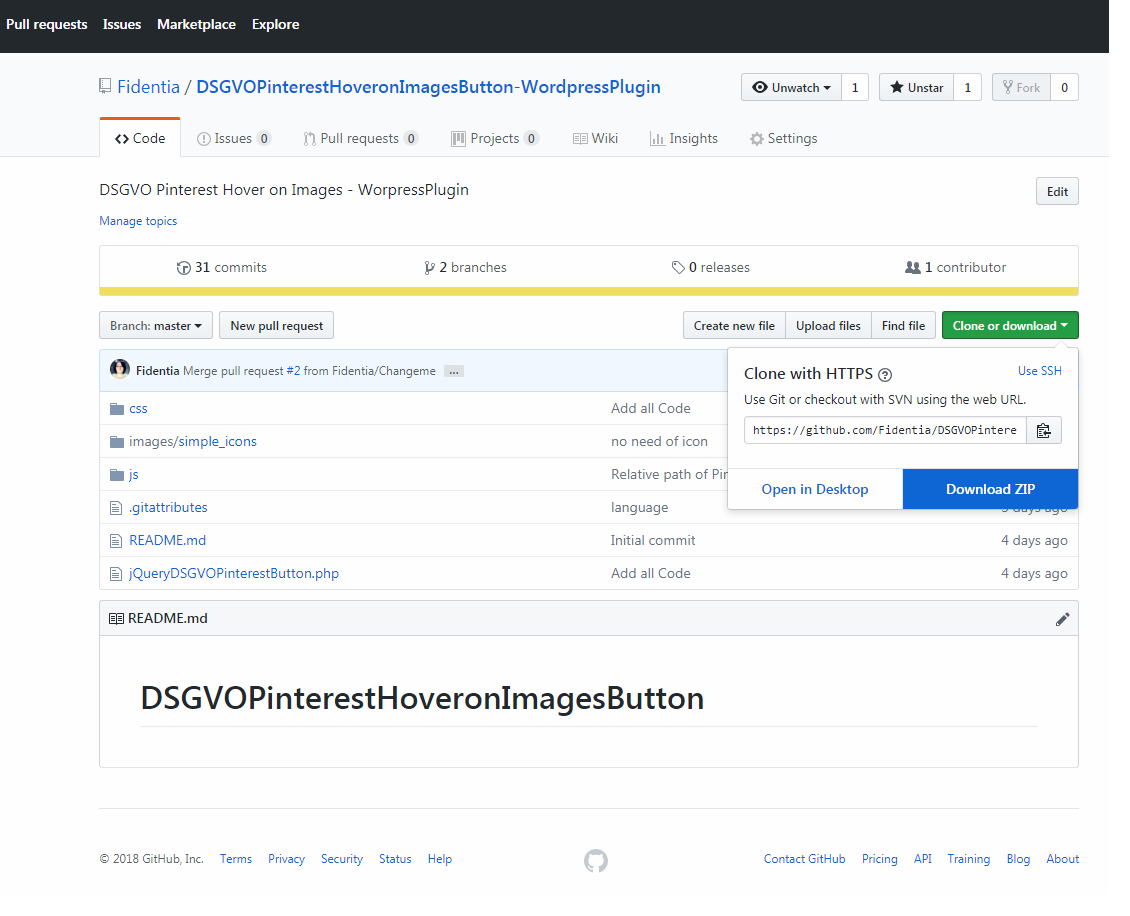 Pull requests Issues Marketplace Explore
Fidentia / DSGVOPinterestHoveronImagesButton-WordpressPlugin
Unwatch 1 Unstar 1 Fork 0
Code Issues 0 Pull requests 0 Projects 0 Wiki Insights Settings
DSGVO Pinterest Hover on Images - WorpressPlugin
Edit
Manage topics
31 commits 2 branches 0 releases 1 contributor
Branch: master New pull request Create new file Upload files Find file Clone or download
Fidentia Merge pull request #2 from Fidentia/Changeme ...
Clone with HTTPS Use SSH
Use Git or checkout with SVN using the web URL.
https://github.com/Fidentia/DSGVOPintere
Open in Desktop Download ZIP
css Add all Code
images/simple_icons no need of icon
js Relative path of Pin
.gitattributes language days ago
README.md Initial commit 4 days ago
jQueryDSGVOPinterestButton.php Add all Code 4 days ago
README.md
DSGVOPinterestHoveronImagesButton
© 2018 GitHub, Inc. Terms Privacy Security Status Help Contact GitHub Pricing API Training Blog About